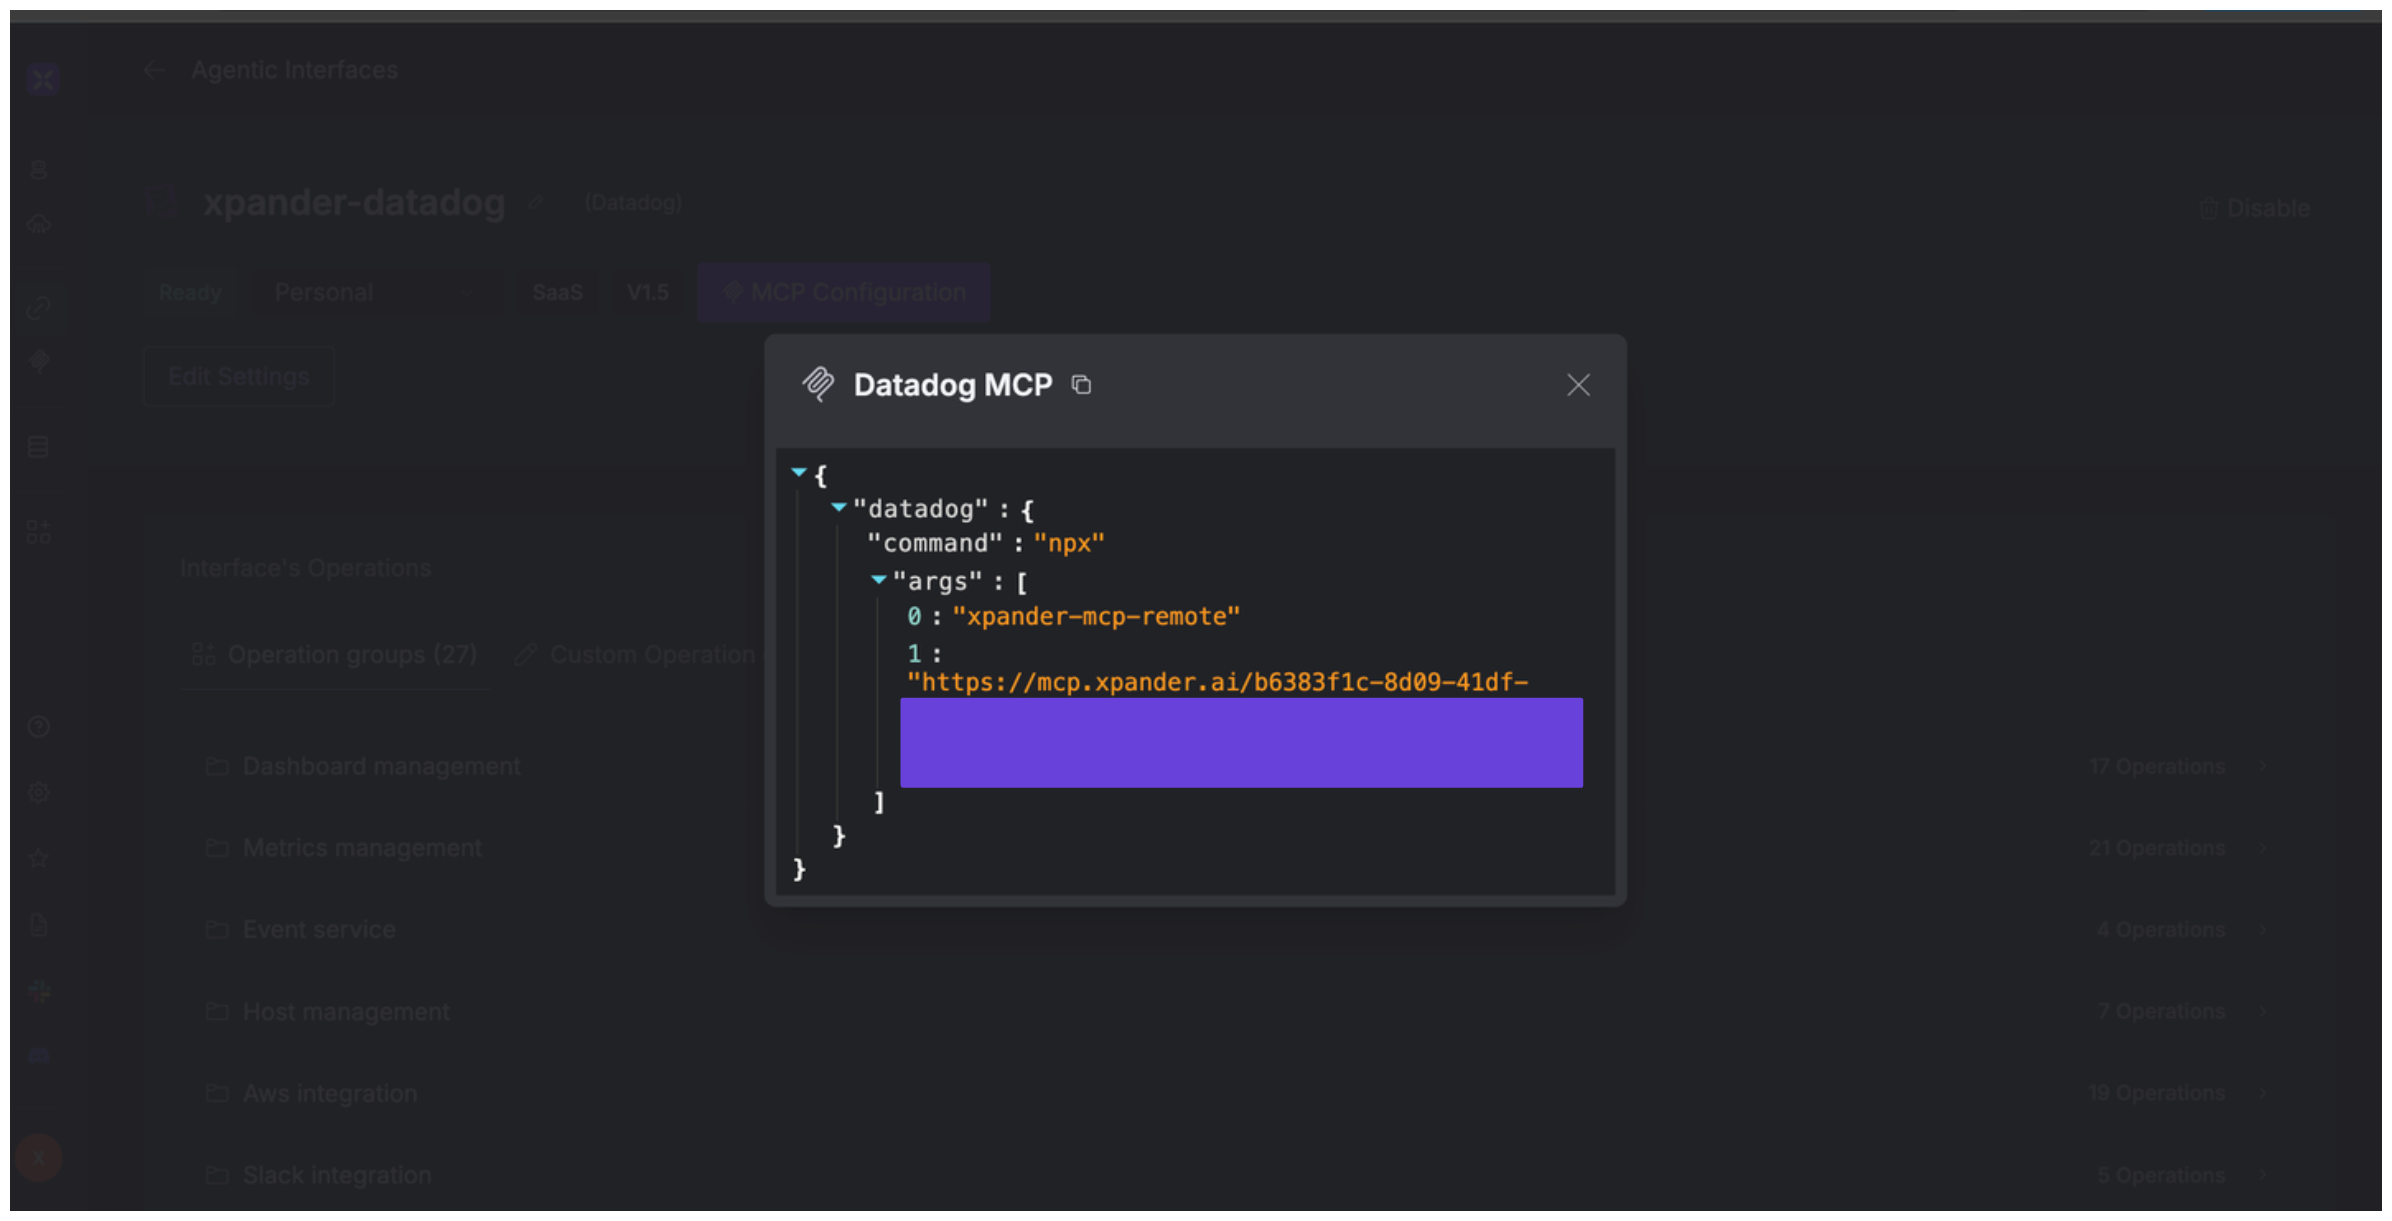 Agentic Interfaces
xpander-datadog (Datadog) Disable
Ready Personal SaaS V1.5 MCP Configuration
Edit Settings
Datadog MCP
{
"datadog" : {
"command" : "npx"
"args" : [
0 : "xpander-mcp-remote"
1 :
"https://mcp.xpander.ai/b6383f1c-8d09-41df-
]
}
}
Interface's Operations
Operation groups (27) Custom Operation
Dashboard management 17 Operations
Metrics management 21 Operations
Event service 4 Operations
Host management 7 Operations
Aws integration 19 Operations
Slack integration 5 Operations
X